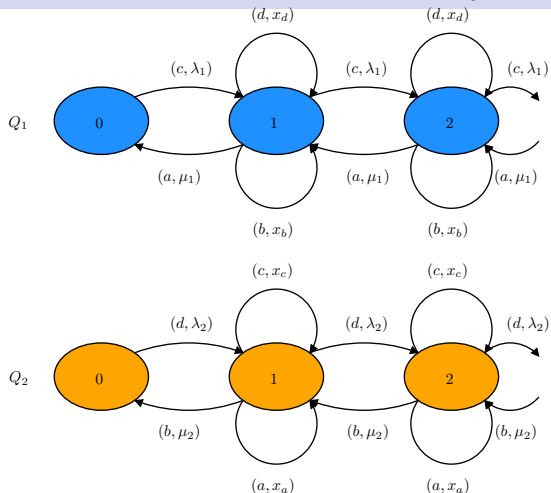 (d, x_d) (d, x_d)
(c, λ_1) (c, λ_1) (c, λ_1)
Q_1 0 1 2
(a, μ_1) (a, μ_1) (a, μ_1)
(b, x_b) (b, x_b)
(c, x_c) (c, x_c)
(d, λ_2) (d, λ_2) (d, λ_2)
Q_2 0 1 2
(b, μ_2) (b, μ_2) (b, μ_2)
(a, x_a) (a, x_a)